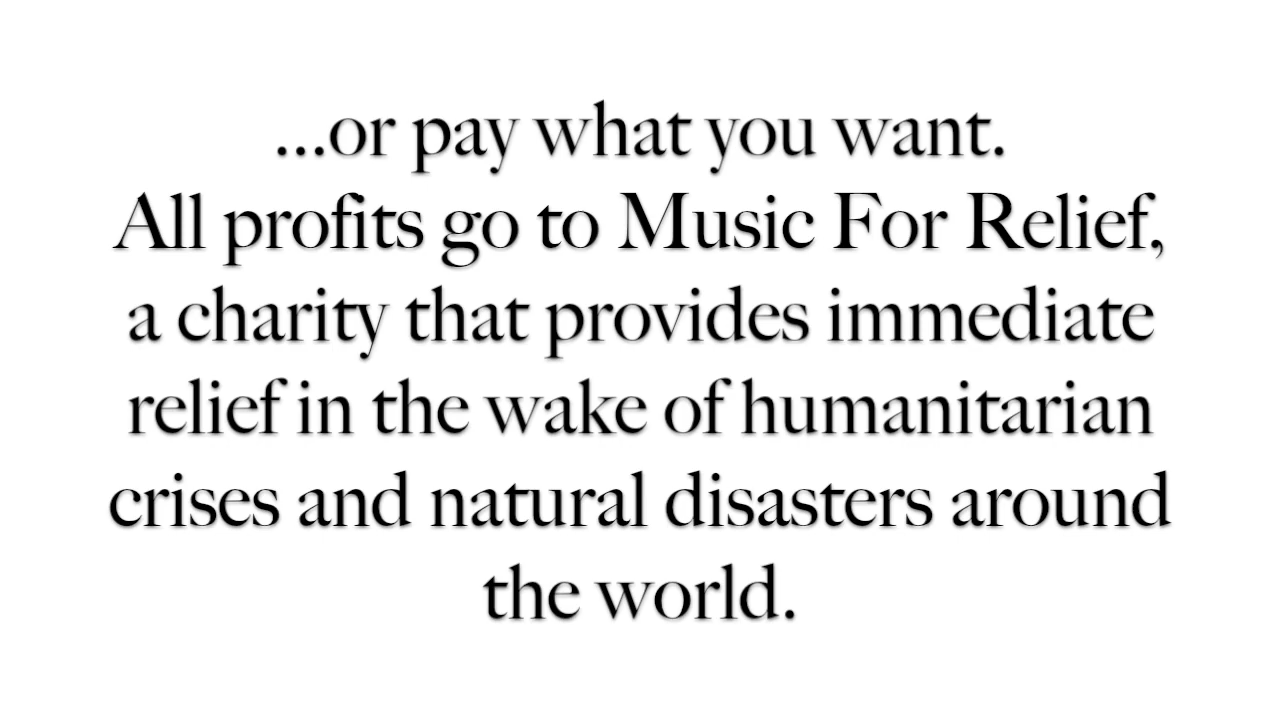 ...or pay what you want.
All profits go to Music For Relief,
a charity that provides immediate
relief in the wake of humanitarian
crises and natural disasters around
the world.